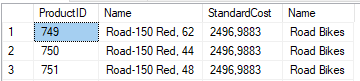 ProductID Name StandardCost Name
1 749 Road-150 Red, 62 2496,9883 Road Bikes
2 750 Road-150 Red, 44 2496,9883 Road Bikes
3 751 Road-150 Red, 48 2496,9883 Road Bikes